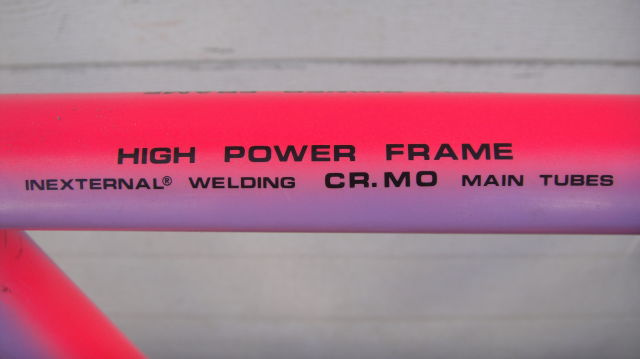 HIGH POWER FRAME
INEXTERNAL® WELDING CR.MO MAIN TUBES